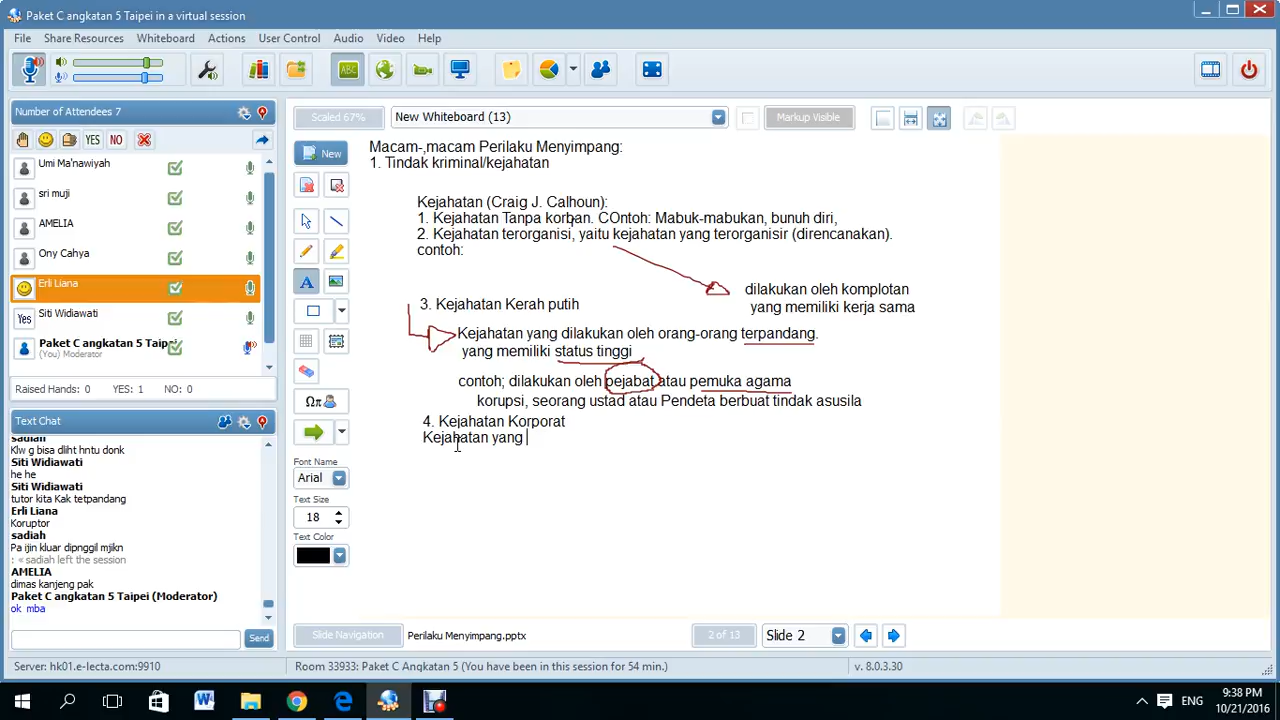 Paket C angkatan 5 Taipei in a virtual session
File Share Resources Whiteboard Actions User Control Audio Video Help
ABC
Number of Attendees 7
YES NO
Umi Ma'nawiyah
sri muji
AMELIA
Ony Cahya
Erli Liana
Yes Siti Widiawati
Paket C angkatan 5 Taipei
(You) Moderator
Raised Hands: 0 YES: 1 NO: 0
Text Chat
sadiah
Klw g bisa dliht hntu donk
Siti Widiawati
he he
Siti Widiawati
tutor kita Kak tetpandang
Erli Liana
Koruptor
sadiah
Pa ijin kluar dipnggil mjikn
: « sadiah left the session
AMELIA
dimas kanjeng pak
Paket C angkatan 5 Taipei (Moderator)
ok mba
Send
Scaled 67% New Whiteboard (13) Markup Visible
New
A
Ωπ
Font Name
Arial
Text Size
18
Text Color
Macam-,macam Perilaku Menyimpang:
1. Tindak kriminal/kejahatan
Kejahatan (Craig J. Calhoun):
1. Kejahatan Tanpa korban. COntoh: Mabuk-mabukan, bunuh diri,
2. Kejahatan terorganisi, yaitu kejahatan yang terorganisir (direncanakan).
contoh:
dilakukan oleh komplotan
yang memiliki kerja sama
3. Kejahatan Kerah putih
Kejahatan yang dilakukan oleh orang-orang terpandang.
yang memiliki status tinggi
contoh; dilakukan oleh pejabat atau pemuka agama
korupsi, seorang ustad atau Pendeta berbuat tindak asusila
4. Kejahatan Korporat
Kejahatan yang
Slide Navigation Perilaku Menyimpang.pptx 2 of 13 Slide 2
Server: hk01.e-lecta.com:9910 Room 33933: Paket C Angkatan 5 (You have been in this session for 54 min.) v. 8.0.3.30
ENG
9:38 PM
10/21/2016